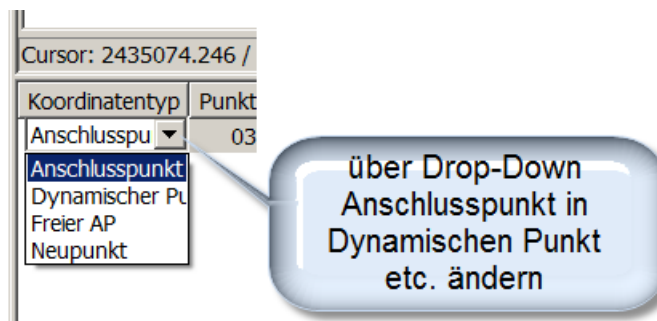 Cursor: 2435074.246 /
Koordinatentyp Punkt
Anschlusspu 03
Anschlusspunkt
Dynamischer Pu
Freier AP
Neupunkt
über Drop-Down
Anschlusspunkt in
Dynamischen Punkt
etc. ändern